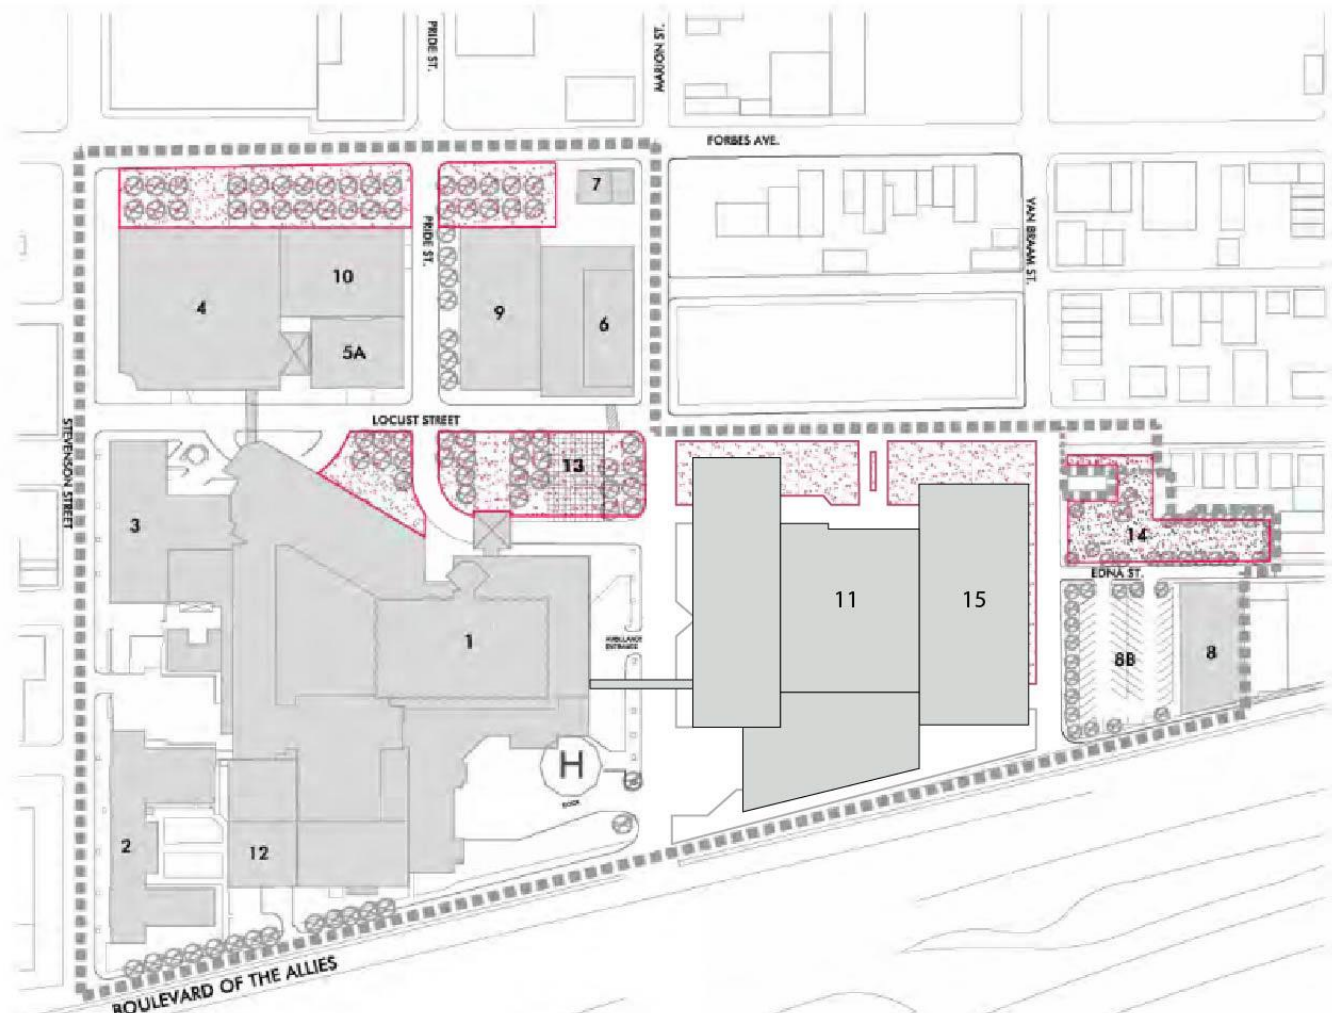 PRIDE ST.
MARION ST.
FORBES AVE.
7
VAN BRAAM ST.
PRIDE ST.
10
4
9
6
5A
LOCUST STREET
STEVENSON STREET
13
3
14
EDNA ST.
11
15
1
AMBULANCE
ENTRANCE
8B
8
H
DOCK
2
12
BOULEVARD OF THE ALLIES